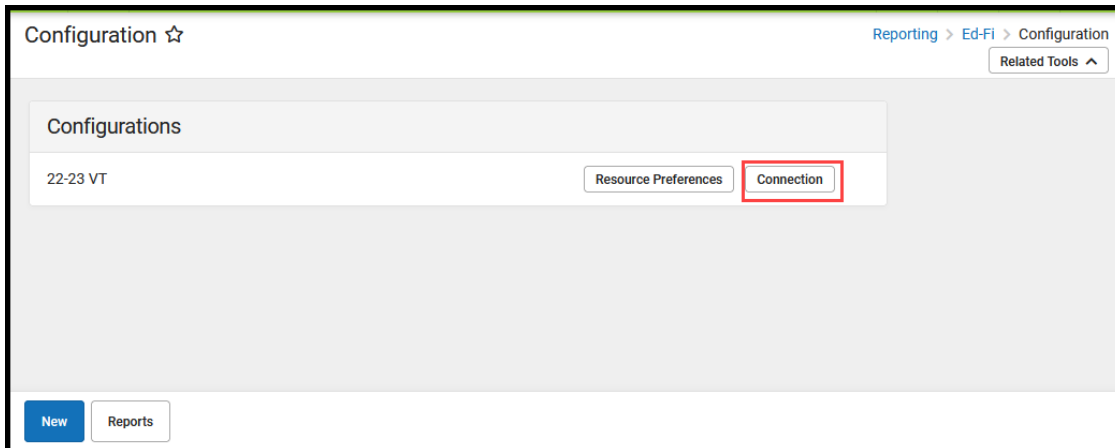 Configuration
Reporting > Ed-Fi > Configuration
Related Tools
Configurations
22-23 VT
Resource Preferences
Connection
New
Reports